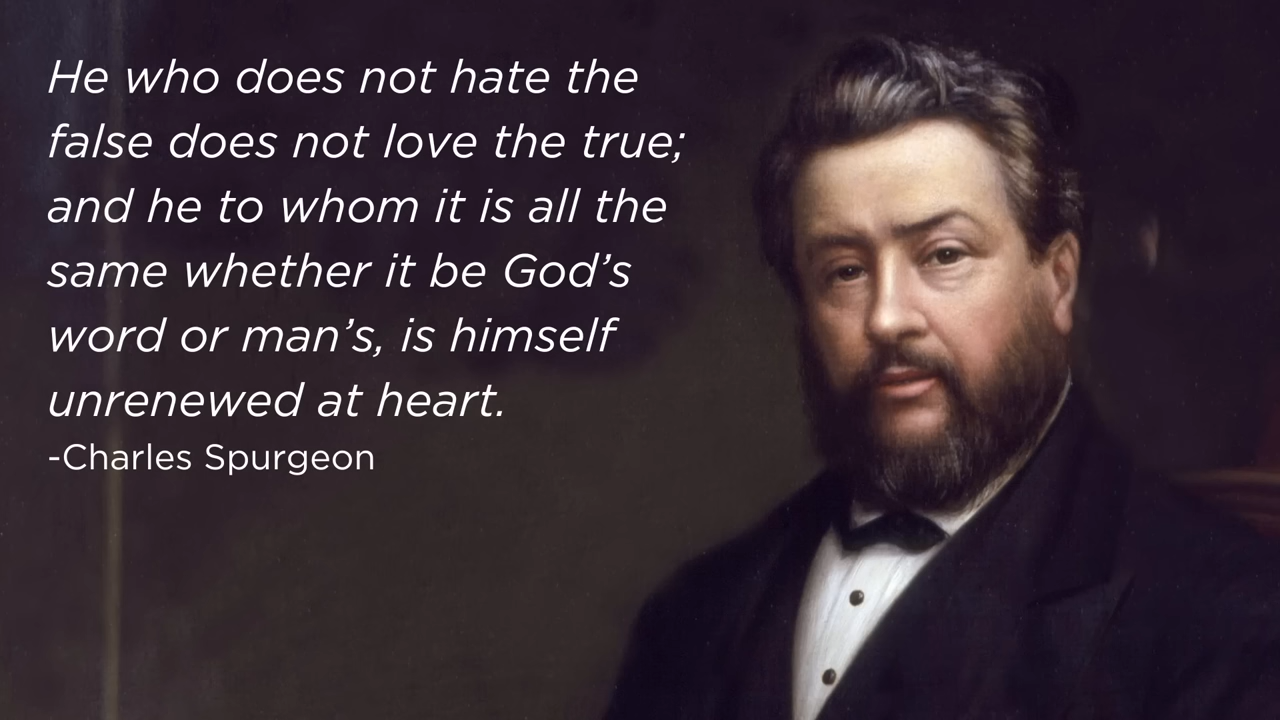 He who does not hate the
false does not love the true;
and he to whom it is all the
same whether it be God’s
word or man’s, is himself
unrenewed at heart.
-Charles Spurgeon